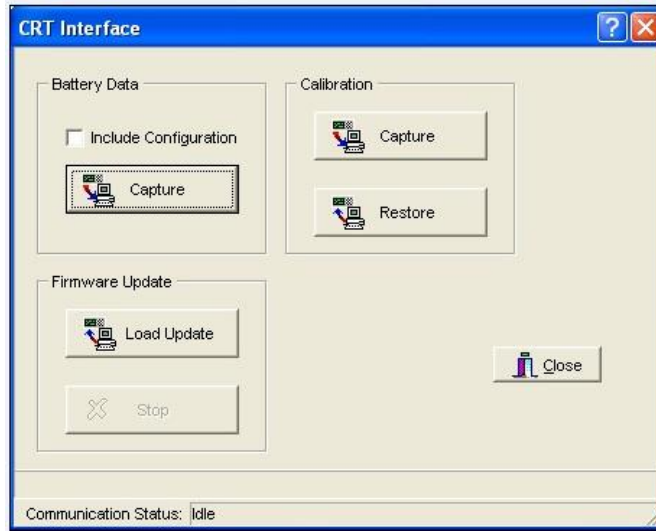 CRT Interface
Battery Data
Include Configuration
Capture
Calibration
Capture
Restore
Firmware Update
Load Update
Stop
Close
Communication Status: Idle